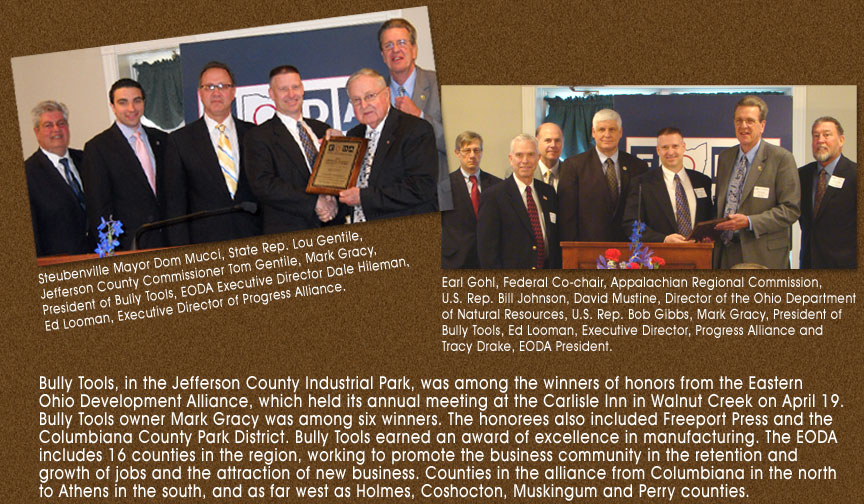 Steubenville Mayor Dom Mucci, State Rep. Lou Gentile,
Jefferson County Commissioner Tom Gentile, Mark Gracy,
President of Bully Tools, EODA Executive Director Dale Hileman,
Ed Looman, Executive Director of Progress Alliance.
Earl Gohl, Federal Co-chair, Appalachian Regional Commission,
U.S. Rep. Bill Johnson, David Mustine, Director of the Ohio Department
of Natural Resources, U.S. Rep. Bob Gibbs, Mark Gracy, President of
Bully Tools, Ed Looman, Executive Director, Progress Alliance and
Tracy Drake, EODA President.
Bully Tools, in the Jefferson County Industrial Park, was among the winners of honors from the Eastern
Ohio Development Alliance, which held its annual meeting at the Carlisle Inn in Walnut Creek on April 19.
Bully Tools owner Mark Gracy was among six winners. The honorees also included Freeport Press and the
Columbiana County Park District. Bully Tools earned an award of excellence in manufacturing. The EODA
includes 16 counties in the region, working to promote the business community in the retention and
growth of jobs and the attraction of new business. Counties in the alliance from Columbiana in the north
to Athens in the south, and as far west as Holmes, Coshocton, Muskingum and Perry counties.